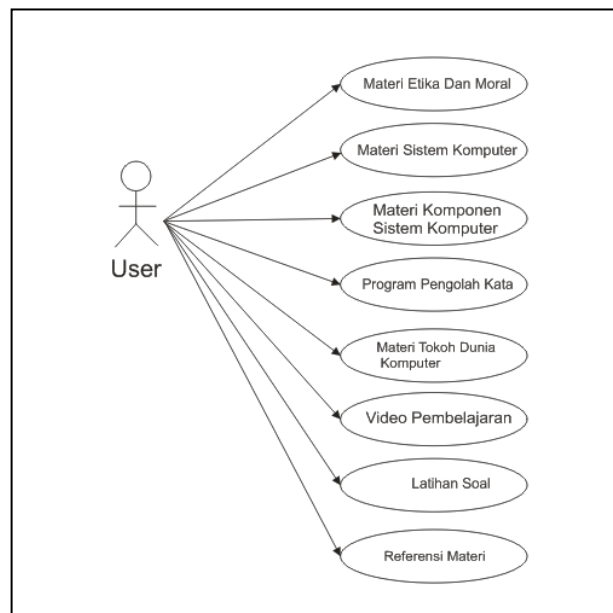 Materi Etika Dan Moral
Materi Sistem Komputer
Materi Komponen
Sistem Komputer
User
Program Pengolah Kata
Materi Tokoh Dunia
Komputer
Video Pembelajaran
Latihan Soal
Referensi Materi